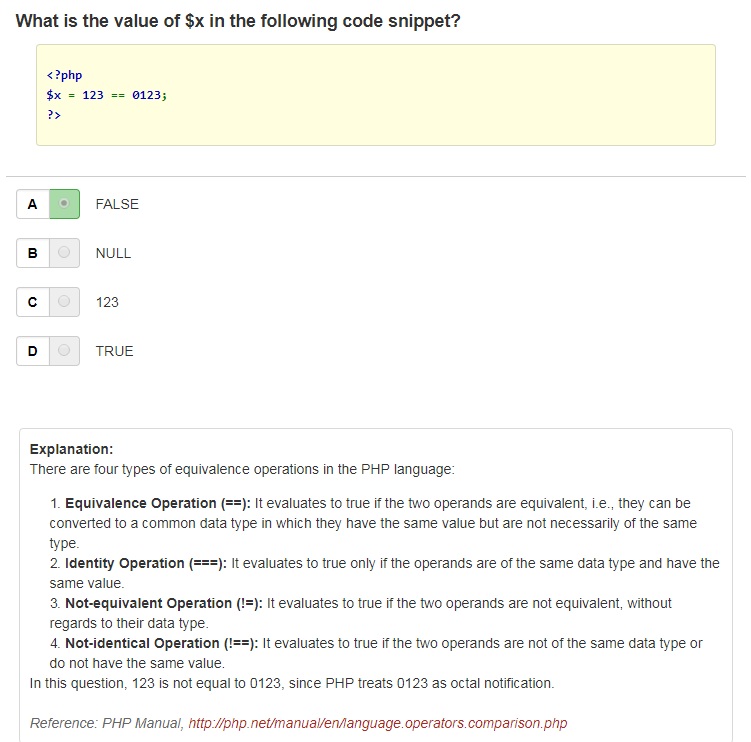 What is the value of $x in the following code snippet?
<?php
$x = 123 == 0123;
?>
A FALSE
B NULL
C 123
D TRUE
Explanation:
There are four types of equivalence operations in the PHP language:
1. Equivalence Operation (==): It evaluates to true if the two operands are equivalent, i.e., they can be
converted to a common data type in which they have the same value but are not necessarily of the same
type.
2. Identity Operation (===): It evaluates to true only if the operands are of the same data type and have the
same value.
3. Not-equivalent Operation (!=): It evaluates to true if the two operands are not equivalent, without
regards to their data type.
4. Not-identical Operation (!==): It evaluates to true if the two operands are not of the same data type or
do not have the same value.
In this question, 123 is not equal to 0123, since PHP treats 0123 as octal notification.
Reference: PHP Manual, http://php.net/manual/en/language.operators.comparison.php